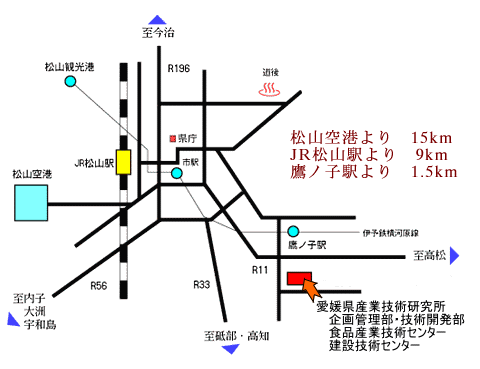 至今治
松山観光港
R196
道後
県庁
松山空港より 15km
JR松山駅より 9km
鷹ノ子駅より 1.5km
JR松山駅
市駅
松山空港
伊予鉄横河原線
鷹ノ子駅
至高松
R11
R56
R33
至内子
大洲
宇和島
愛媛県産業技術研究所
企画管理部・技術開発部
食品産業技術センター
建設技術センター
至砥部・高知